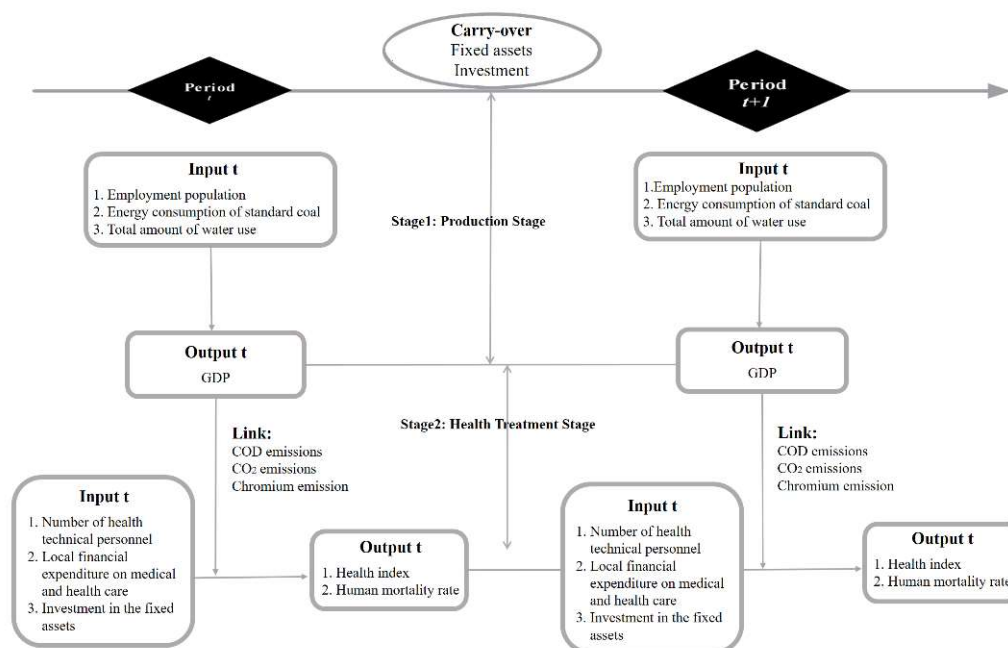 Carry-over
Fixed assets
Investment
Period
t
Period
t+1
Input t
1. Employment population
2. Energy consumption of standard coal
3. Total amount of water use
Stage1: Production Stage
Input t
1.Employment population
2. Energy consumption of standard coal
3. Total amount of water use
Output t
GDP
Output t
GDP
Stage2: Health Treatment Stage
Link:
COD emissions
CO₂ emissions
Chromium emission
Link:
COD emissions
CO₂ emissions
Chromium emission
Input t
1. Number of health
technical personnel
2. Local financial
expenditure on medical
and health care
3. Investment in the fixed
assets
Output t
1. Health index
2. Human mortality rate
Input t
1. Number of health
technical personnel
2. Local financial
expenditure on medical
and health care
3. Investment in the fixed
assets
Output t
1. Health index
2. Human mortality rate